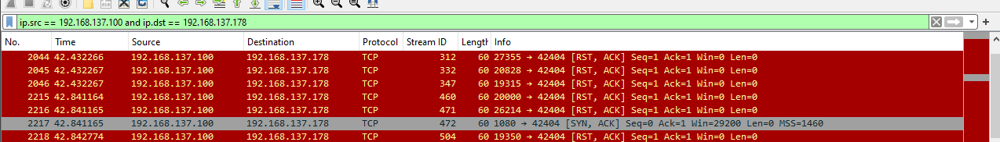 ip.src == 192.168.137.100 and ip.dst == 192.168.137.178
No. Time Source Destination Protocol Stream ID Length Info
2044 42.432266 192.168.137.100 192.168.137.178 TCP 312 60 27355 → 42404 [RST, ACK] Seq=1 Ack=1 Win=0 Len=0
2045 42.432267 192.168.137.100 192.168.137.178 TCP 332 60 20828 → 42404 [RST, ACK] Seq=1 Ack=1 Win=0 Len=0
2046 42.432267 192.168.137.100 192.168.137.178 TCP 347 60 19315 → 42404 [RST, ACK] Seq=1 Ack=1 Win=0 Len=0
2215 42.841164 192.168.137.100 192.168.137.178 TCP 460 60 20000 → 42404 [RST, ACK] Seq=1 Ack=1 Win=0 Len=0
2216 42.841165 192.168.137.100 192.168.137.178 TCP 471 60 26214 → 42404 [RST, ACK] Seq=1 Ack=1 Win=0 Len=0
2217 42.841165 192.168.137.100 192.168.137.178 TCP 472 60 1080 → 42404 [SYN, ACK] Seq=0 Ack=1 Win=29200 Len=0 MSS=1460
2218 42.842774 192.168.137.100 192.168.137.178 TCP 504 60 19350 → 42404 [RST, ACK] Seq=1 Ack=1 Win=0 Len=0